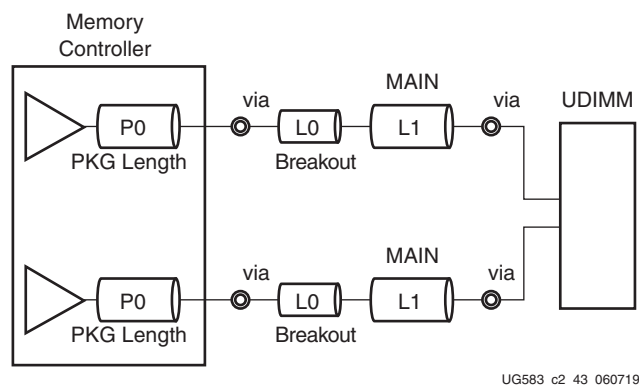 Memory
Controller
MAIN
via
via
UDIMM
P0
L0
L1
PKG Length
Breakout
MAIN
via
via
P0
L0
L1
PKG Length
Breakout
UG583_c2_43_060719